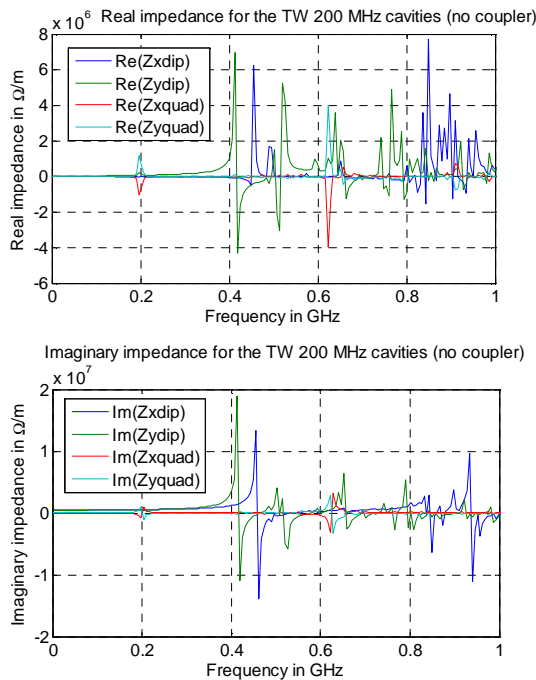 Real impedance for the TW 200 MHz cavities (no coupler)
x 10^6
8
6
4
2
0
-2
-4
-6
Real impedance in Ω/m
Re(Zxdip)
Re(Zydip)
Re(Zxquad)
Re(Zyquad)
0 0.2 0.4 0.6 0.8 1
Frequency in GHz
Imaginary impedance for the TW 200 MHz cavities (no coupler)
x 10^7
2
1
0
-1
-2
Imaginary impedance in Ω/m
Im(Zxdip)
Im(Zydip)
Im(Zxquad)
Im(Zyquad)
0 0.2 0.4 0.6 0.8 1
Frequency in GHz